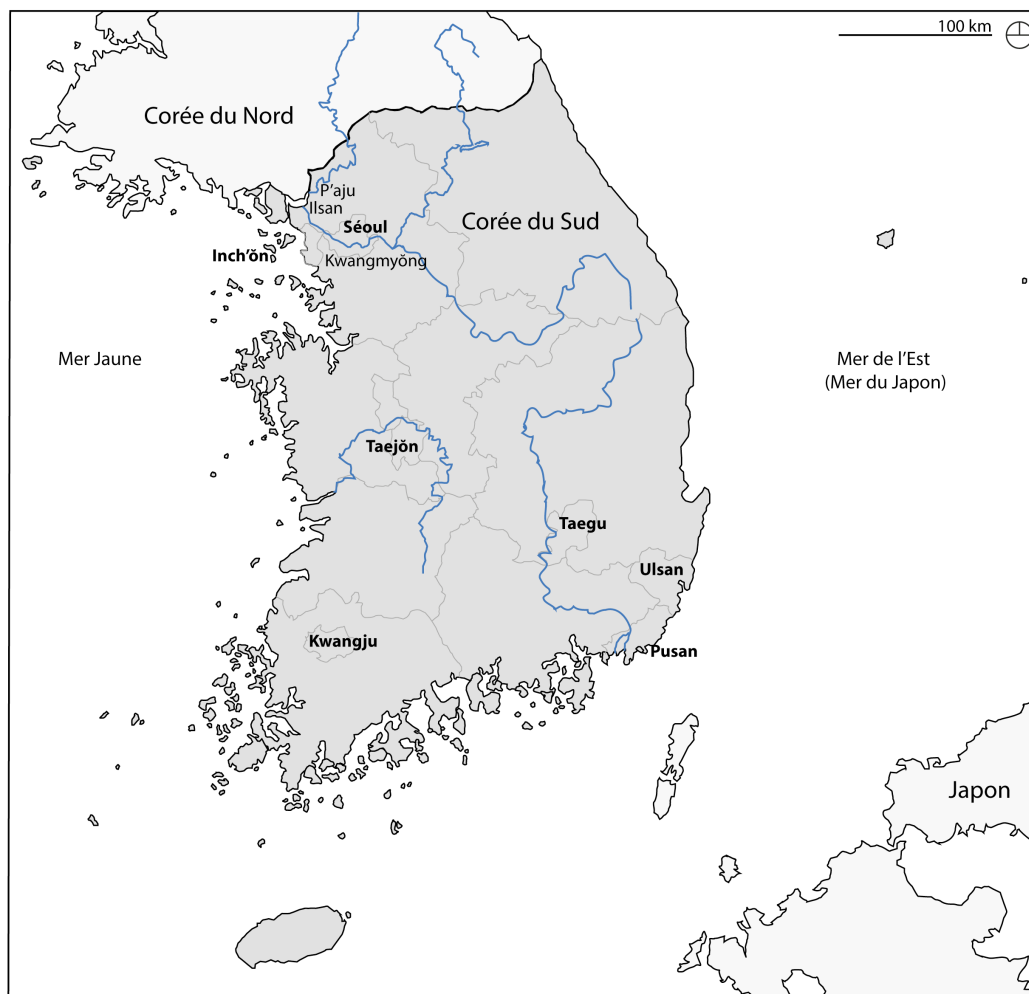 100 km
Corée du Nord
P'aju
Ilsan
Séoul
Corée du Sud
Inch'ŏn
Kwangmyŏng
Mer Jaune
Mer de l'Est
(Mer du Japon)
Taejŏn
Taegu
Ulsan
Kwangju
Pusan
Japon